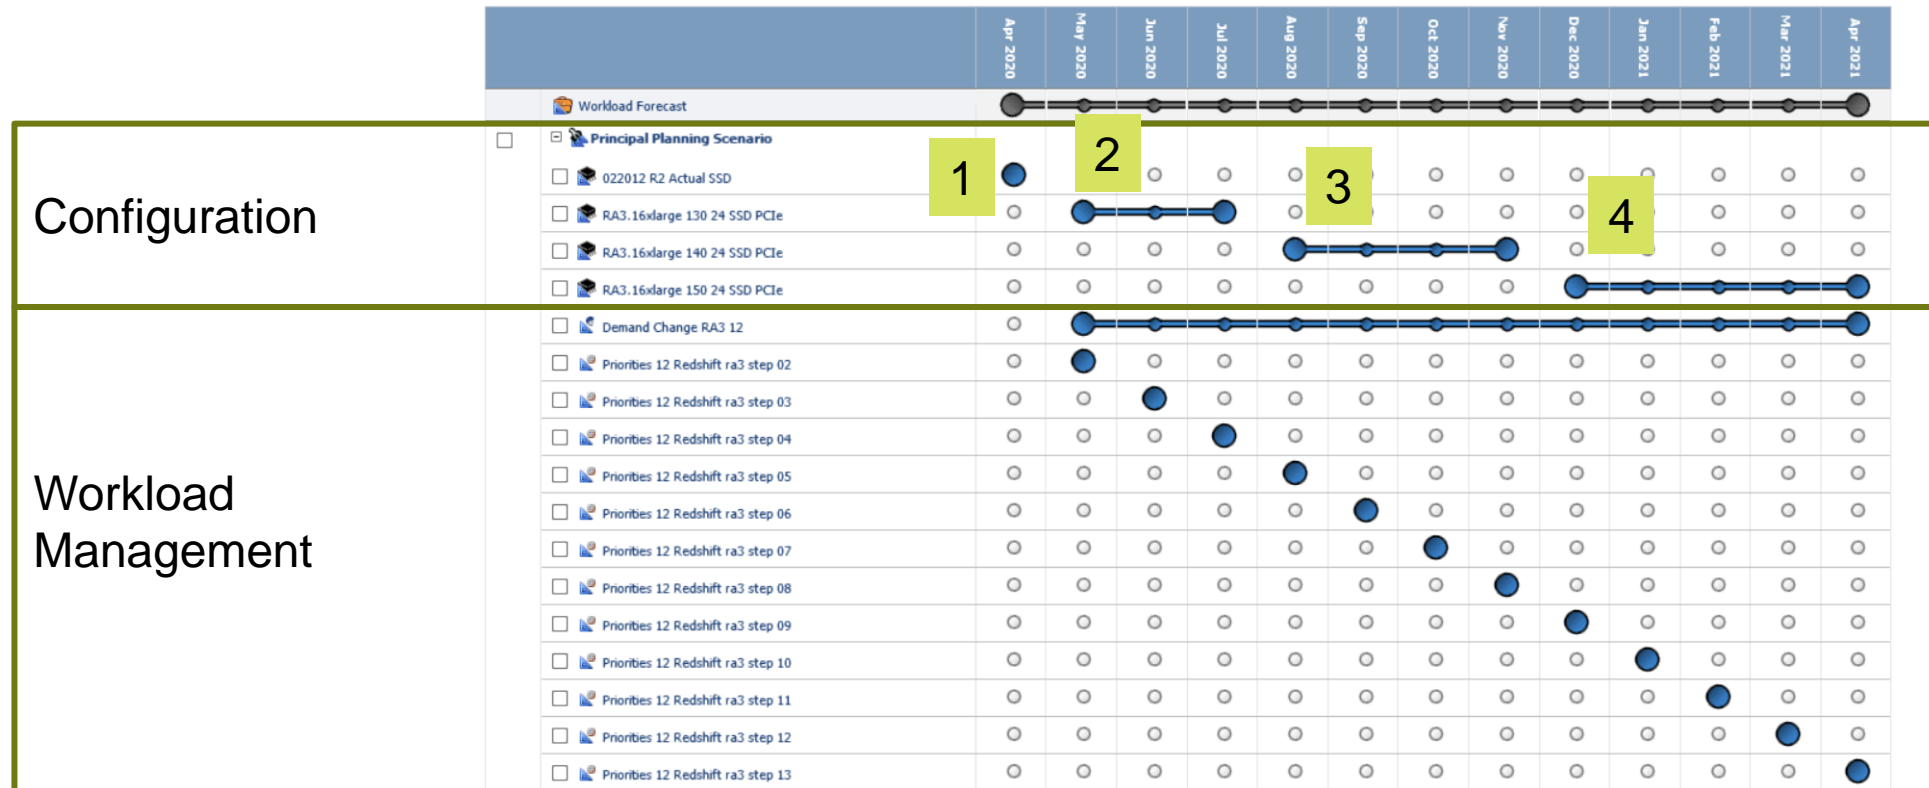 Apr 2020 May 2020 Jun 2020 Jul 2020 Aug 2020 Sep 2020 Oct 2020 Nov 2020 Dec 2020 Jan 2021 Feb 2021 Mar 2021 Apr 2021
Workload Forecast
Principal Planning Scenario
1 2 3 4
Configuration
022012 R2 Actual SSD
RA3.16xlarge 130 24 SSD PCIe
RA3.16xlarge 140 24 SSD PCIe
RA3.16xlarge 150 24 SSD PCIe
Workload
Management
Demand Change RA3 12
Priorities 12 Redshift ra3 step 02
Priorities 12 Redshift ra3 step 03
Priorities 12 Redshift ra3 step 04
Priorities 12 Redshift ra3 step 05
Priorities 12 Redshift ra3 step 06
Priorities 12 Redshift ra3 step 07
Priorities 12 Redshift ra3 step 08
Priorities 12 Redshift ra3 step 09
Priorities 12 Redshift ra3 step 10
Priorities 12 Redshift ra3 step 11
Priorities 12 Redshift ra3 step 12
Priorities 12 Redshift ra3 step 13